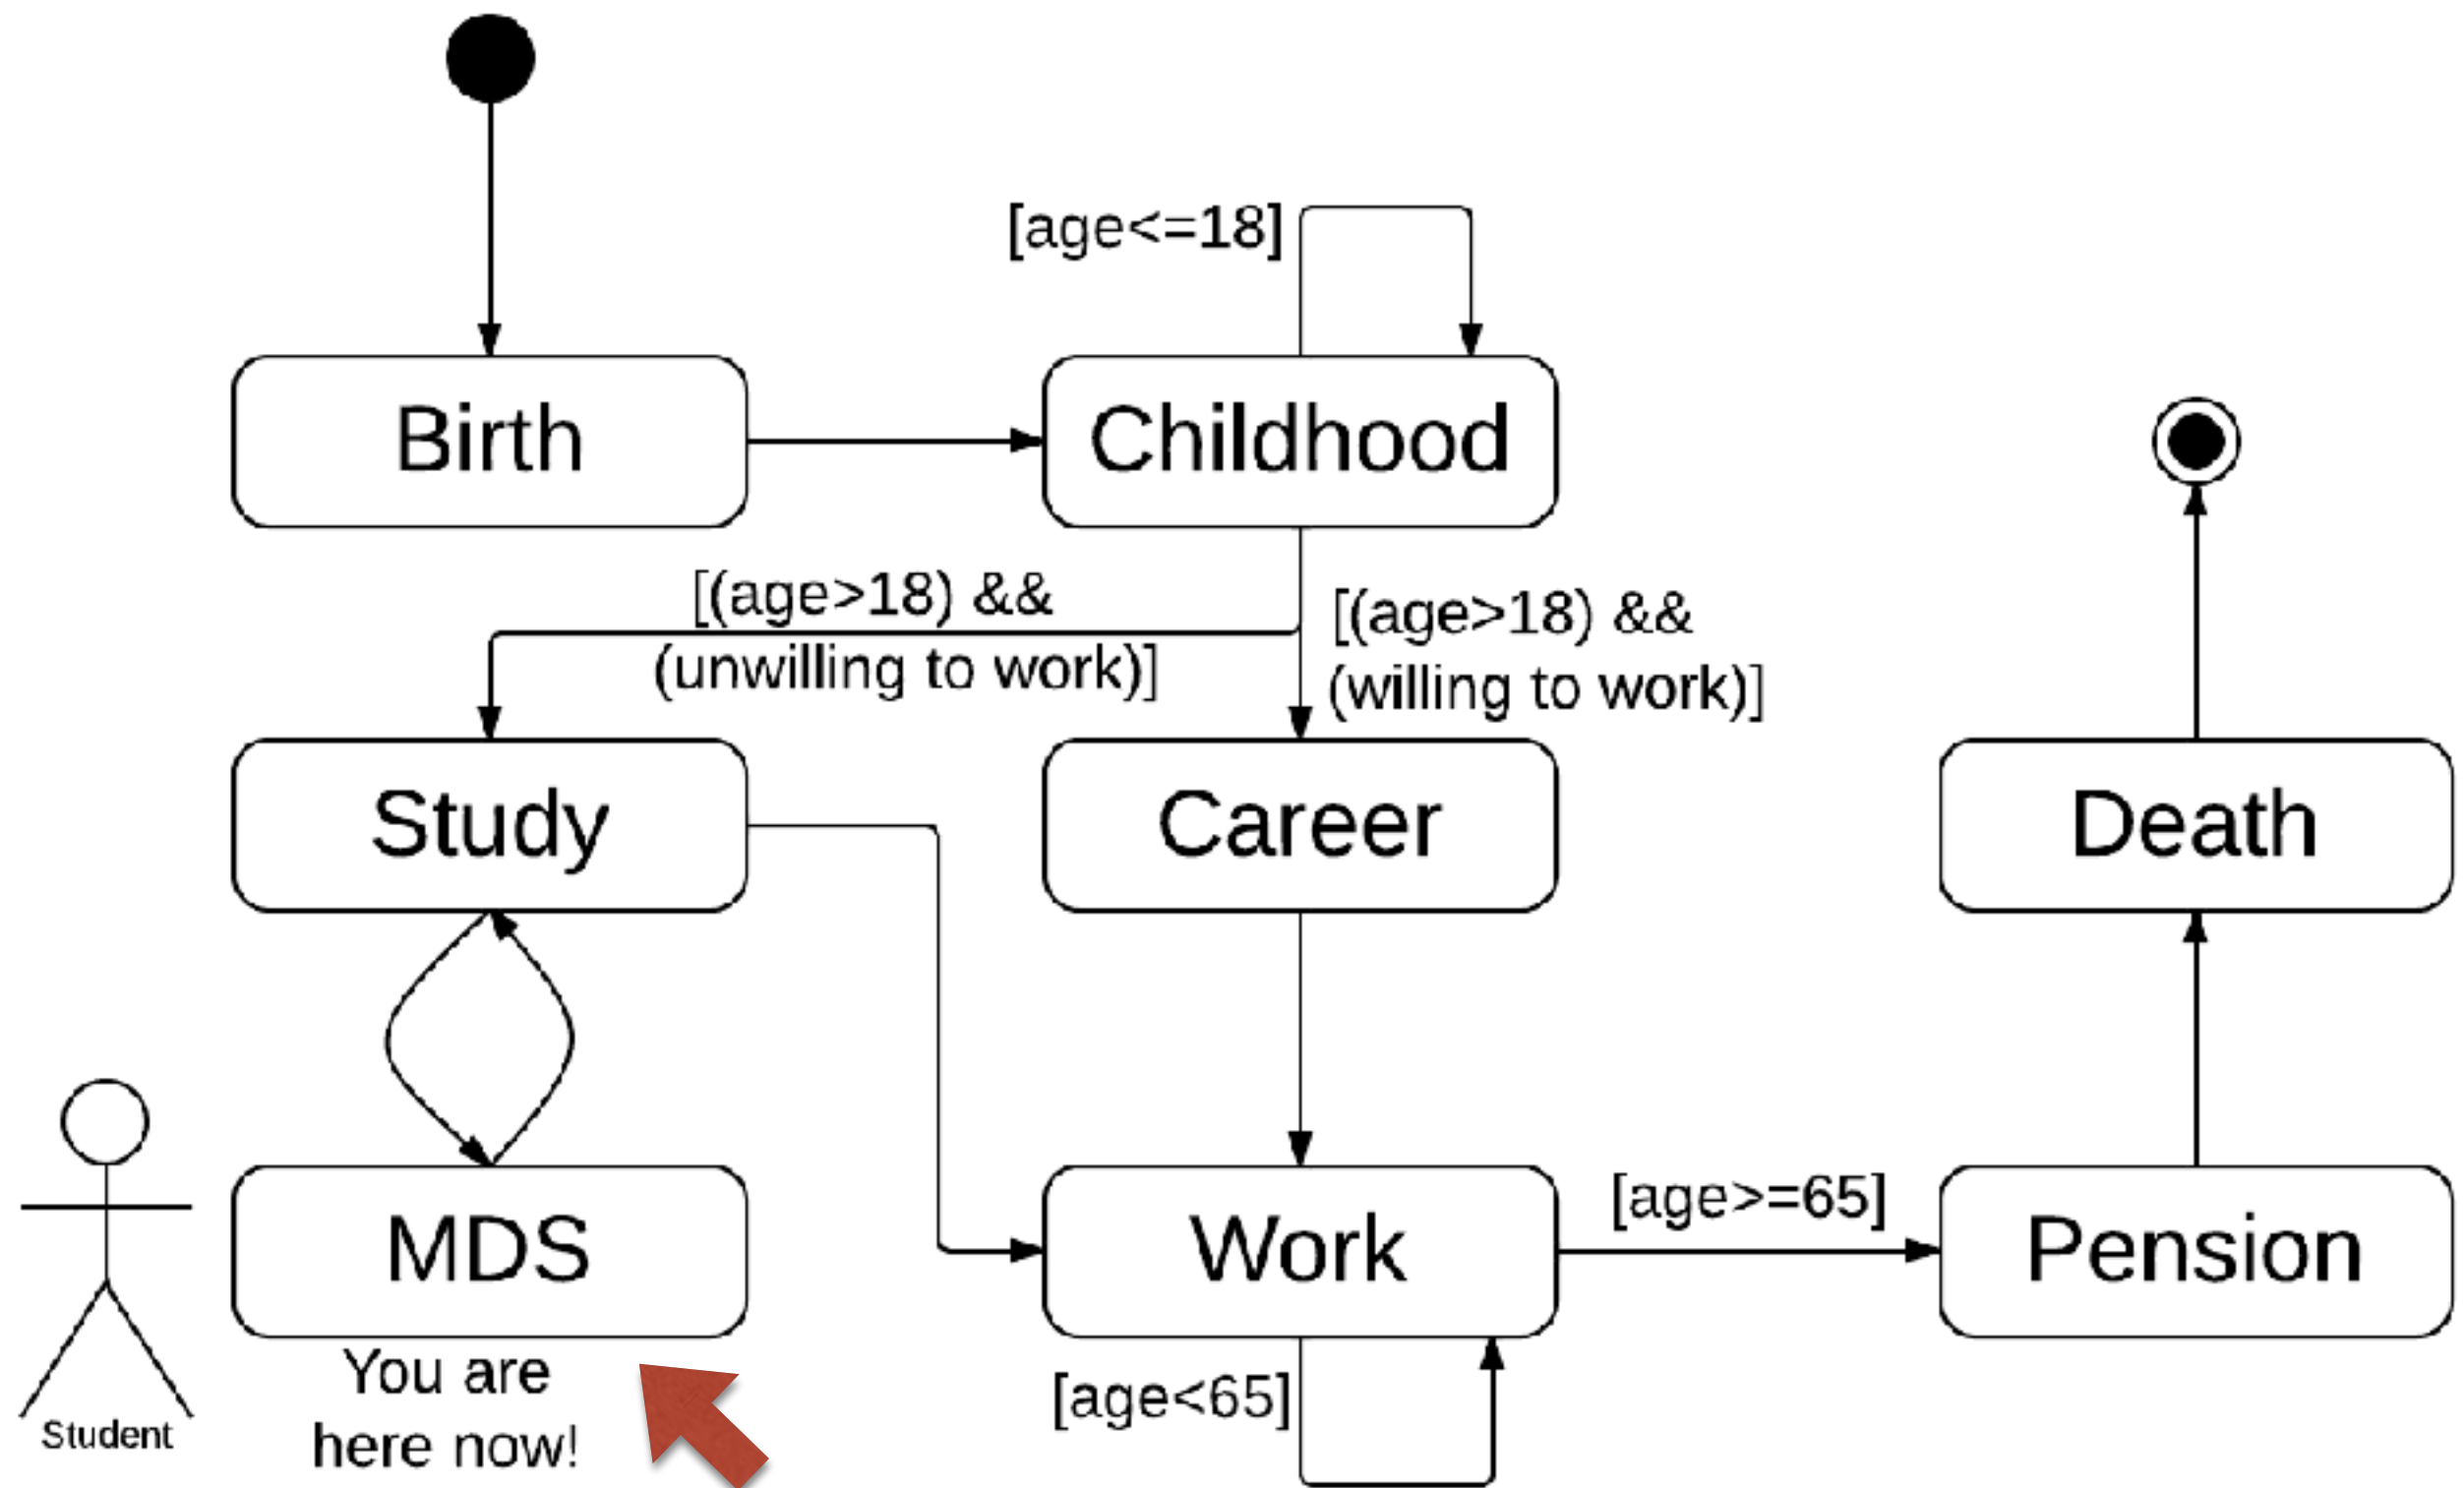 [age<=18]
Birth
Childhood
[(age>18) &&
(unwilling to work)]
[(age>18) &&
(willing to work)]
Study
Career
Death
MDS
Work
[age>=65]
Pension
You are
here now!
Student
[age<65]